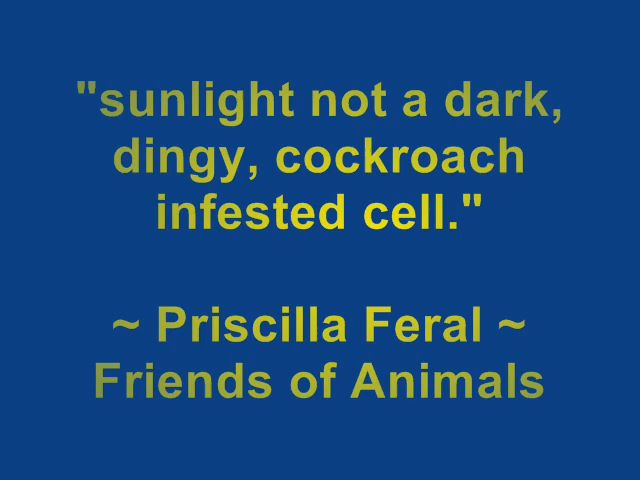 "sunlight not a dark,
dingy, cockroach
infested cell."
~ Priscilla Feral ~
Friends of Animals